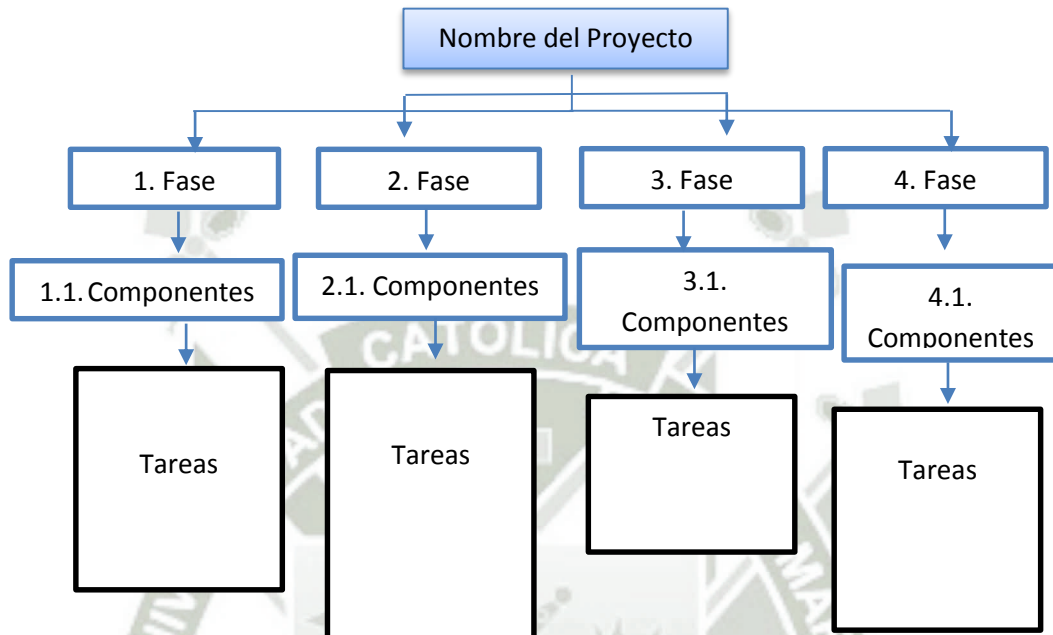 Nombre del Proyecto
1. Fase
2. Fase
3. Fase
4. Fase
1.1. Componentes
2.1. Componentes
3.1.
Componentes
4.1.
Componentes
CATOLICA
Tareas
Tareas
Tareas
Tareas